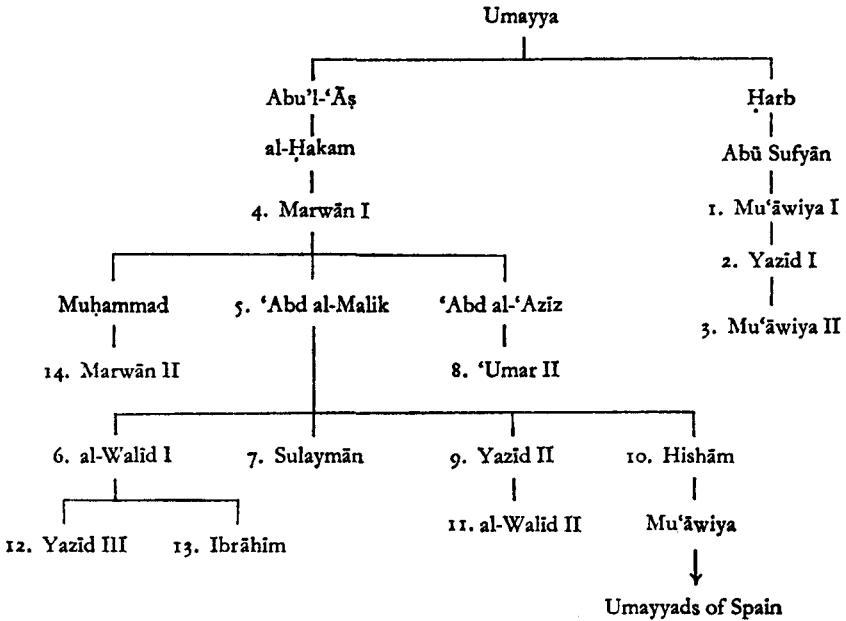 Umayya
Abu'l-‘Āṣ Ḥarb
al-Ḥakam Abū Sufyān
4. Marwān I 1. Mu‘āwiya I
2. Yazīd I
Muḥammad 5. ‘Abd al-Malik ‘Abd al-‘Azīz
3. Mu‘āwiya II
14. Marwān II 8. ‘Umar II
6. al-Walīd I 7. Sulaymān 9. Yazīd II 10. Hishām
11. al-Walīd II Mu‘āwiya
12. Yazīd III 13. Ibrāhīm
Umayyads of Spain